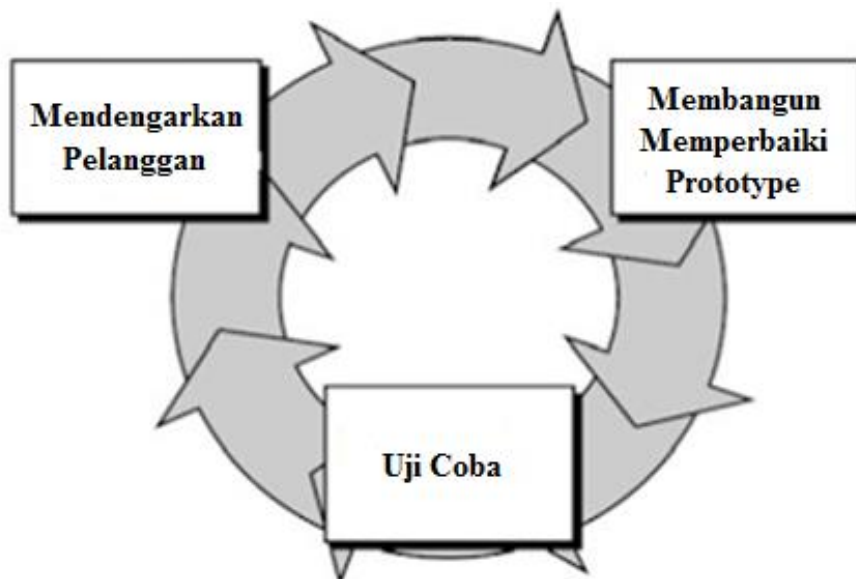 Mendengarkan
Pelanggan
Membangun
Memperbaiki
Prototype
Uji Coba